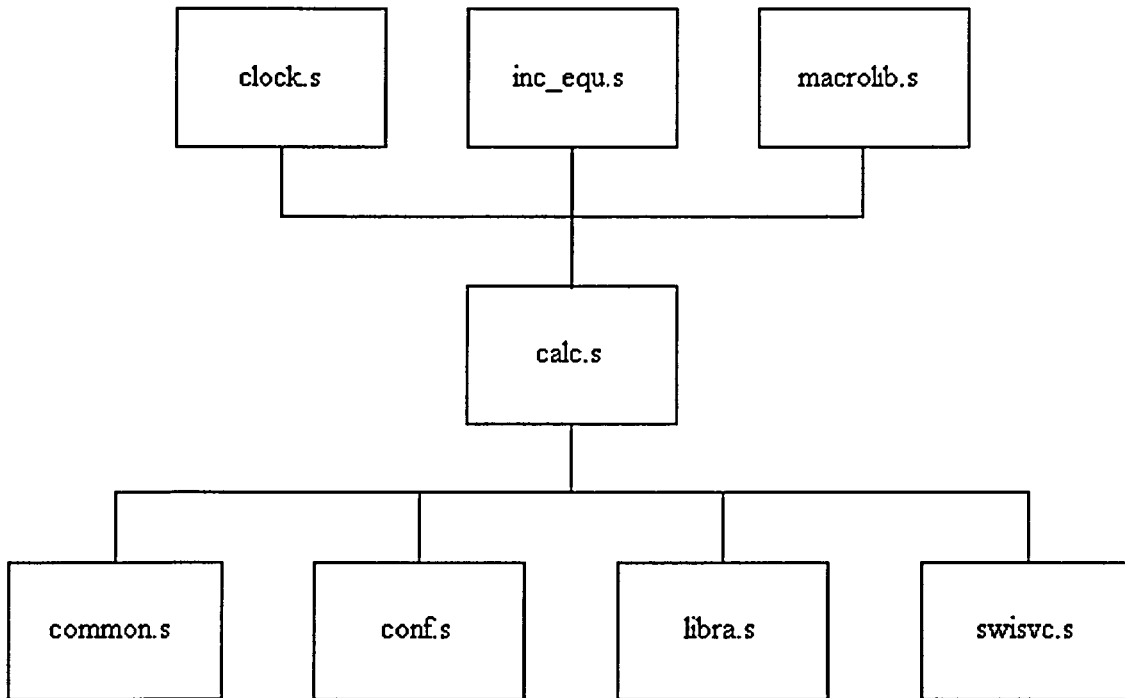 clock.s
inc_equ.s
macrolib.s
calc.s
common.s
conf.s
libra.s
swisvc.s